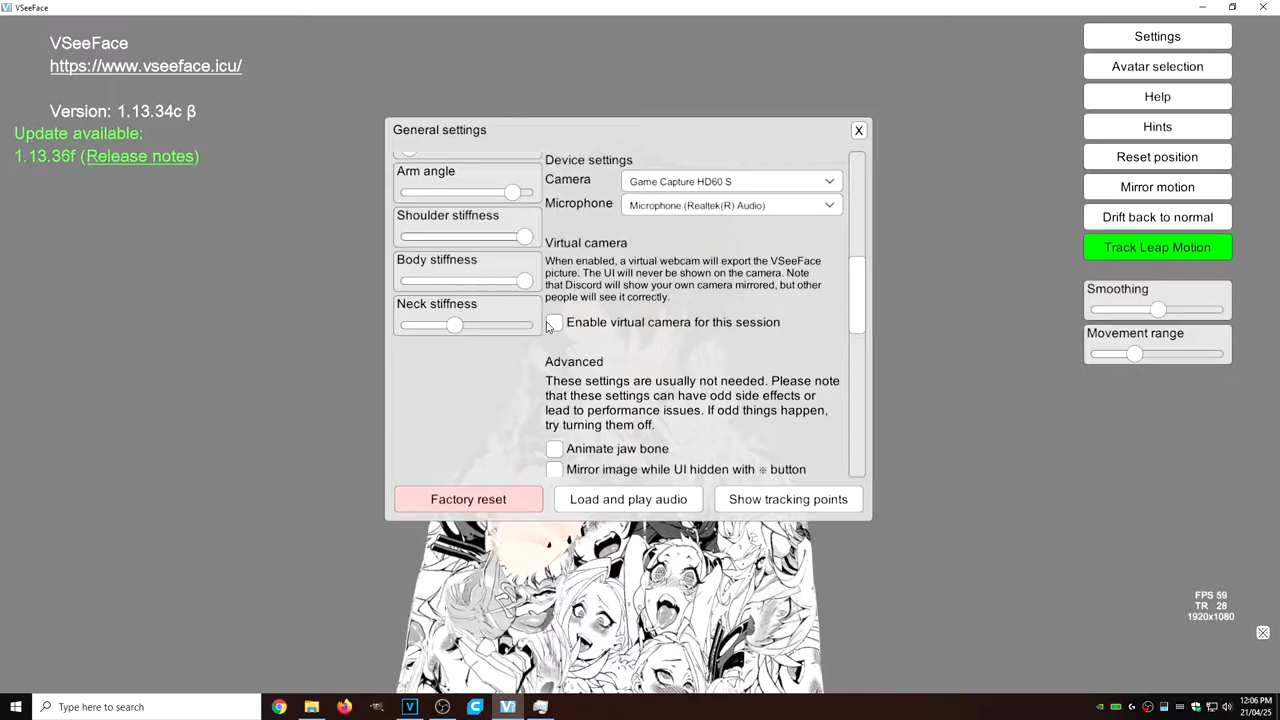 VSeeFace
VSeeFace
https://www.vseeface.icu/
Version: 1.13.34c β
Update available:
1.13.36f (Release notes)
General settings
X
Arm angle
Shoulder stiffness
Body stiffness
Neck stiffness
Device settings
Camera
Game Capture HD60 S
Microphone
Microphone (Realtek(R) Audio)
Virtual camera
When enabled, a virtual webcam will export the VSeeFace
picture. The UI will never be shown on the camera. Note
that Discord will show your own camera mirrored, but other
people will see it correctly.
Enable virtual camera for this session
Advanced
These settings are usually not needed. Please note
that these settings can have odd side effects or
lead to performance issues. If odd things happen,
try turning them off.
Animate jaw bone
Mirror image while UI hidden with ※ button
Factory reset
Load and play audio
Show tracking points
Settings
Avatar selection
Help
Hints
Reset position
Mirror motion
Drift back to normal
Track Leap Motion
Smoothing
Movement range
FPS 59
TR 28
1920x1080
Type here to search
12:06 PM
21/04/25